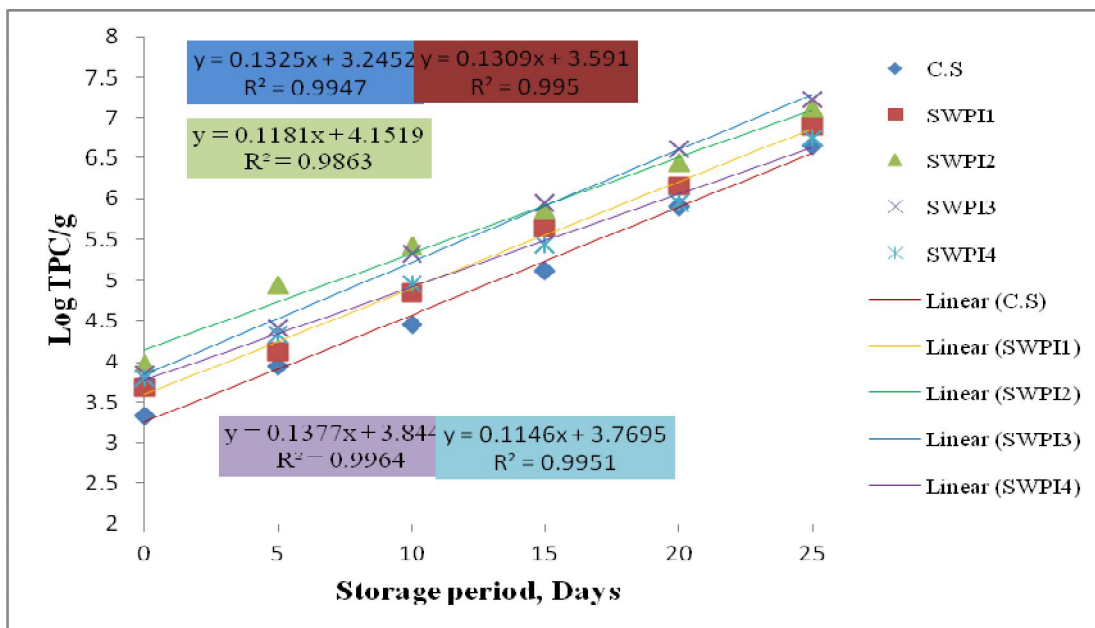 8
7.5
7
6.5
6
5.5
5
4.5
4
3.5
3
2.5
2
Log TPC/g
y = 0.1325x + 3.2452
R² = 0.9947
y = 0.1309x + 3.591
R² = 0.995
y = 0.1181x + 4.1519
R² = 0.9863
y = 0.1377x + 3.844
R² = 0.9964
y = 0.1146x + 3.7695
R² = 0.9951
0 5 10 15 20 25
Storage period, Days
C.S
SWPI1
SWPI2
SWPI3
SWPI4
Linear (C.S)
Linear (SWPI1)
Linear (SWPI2)
Linear (SWPI3)
Linear (SWPI4)